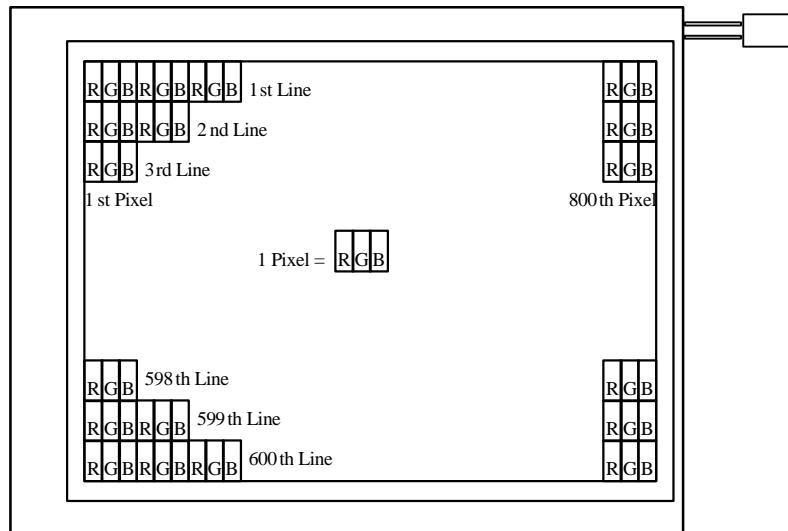 RGBRGBRGB 1st Line RGB
RGBRGB 2nd Line RGB
RGB 3rd Line RGB
1st Pixel 800th Pixel
1 Pixel = RGB
RGB 598th Line RGB
RGBRGB 599th Line RGB
RGBRGBRGB 600th Line RGB